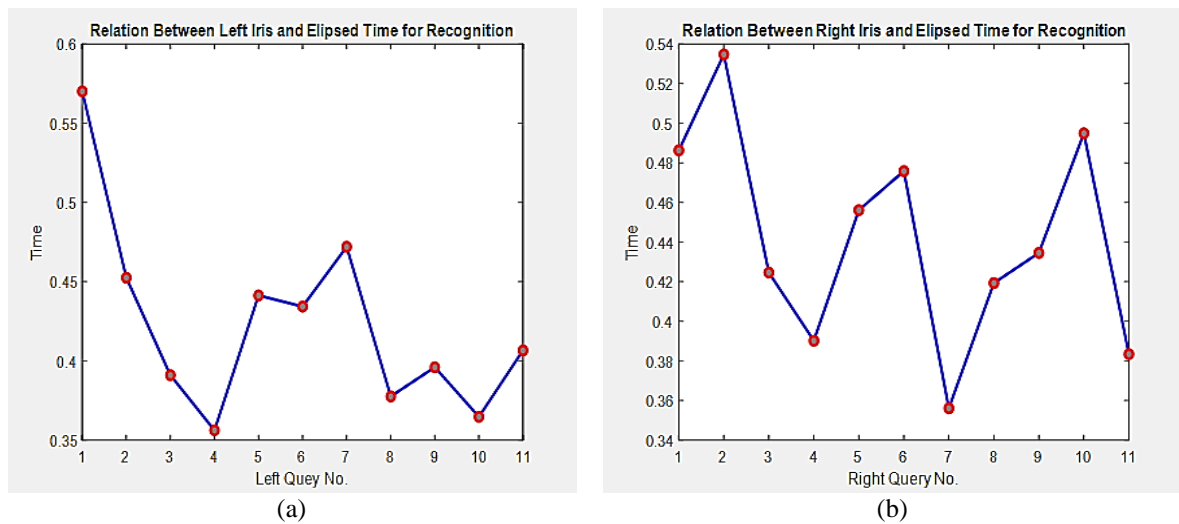 Relation Between Left Iris and Elipsed Time for Recognition
0.6
0.55
0.5
0.45
0.4
0.35
Time
1 2 3 4 5 6 7 8 9 10 11
Left Quey No.
(a)
Relation Between Right Iris and Elipsed Time for Recognition
0.54
0.52
0.5
0.48
0.46
0.44
0.42
0.4
0.38
0.36
0.34
Time
1 2 3 4 5 6 7 8 9 10 11
Right Query No.
(b)